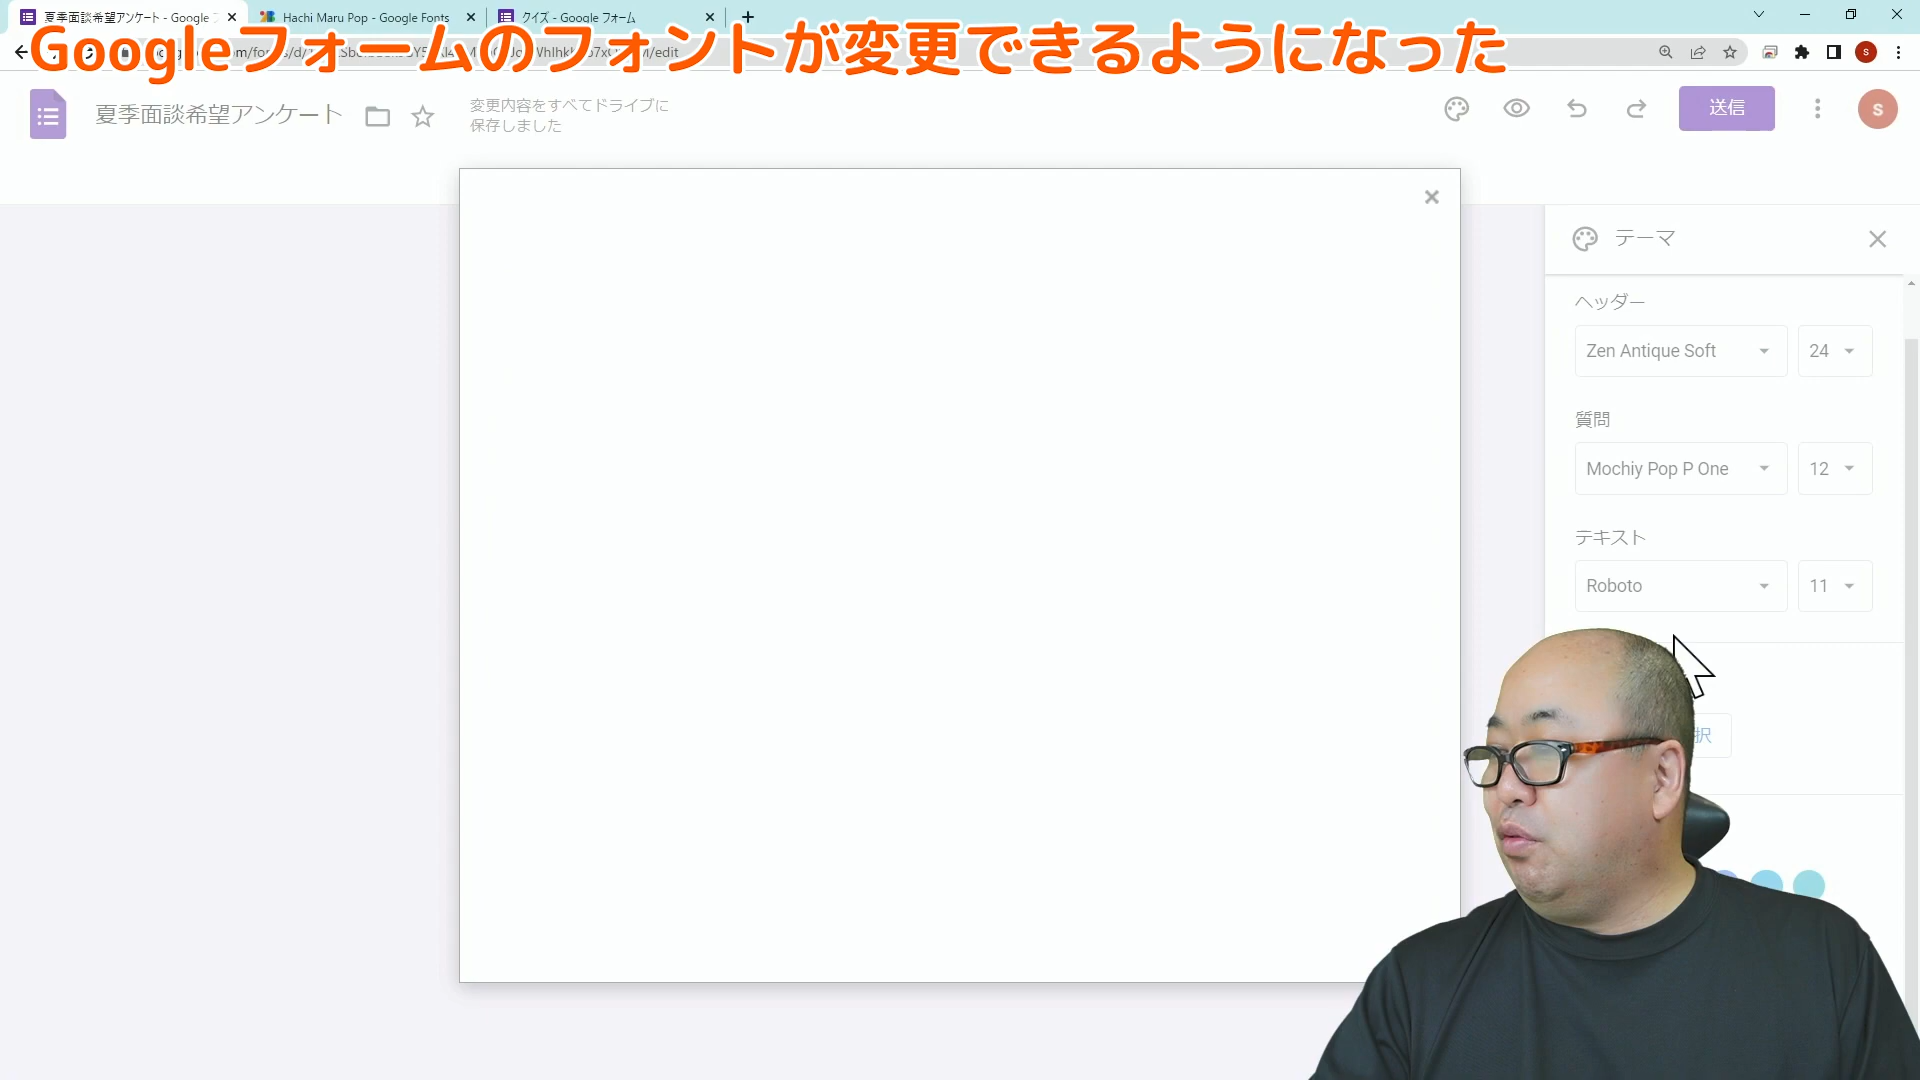 夏季面談希望アンケート - Google フ
Hachi Maru Pop - Google Fonts
クイズ - Google フォーム
Googleフォームのフォントが変更できるようになった
/edit
夏季面談希望アンケート
変更内容をすべてドライブに
保存しました
送信
S
テーマ
ヘッダー
Zen Antique Soft
24
質問
Mochiy Pop P One
12
テキスト
Roboto
11
択